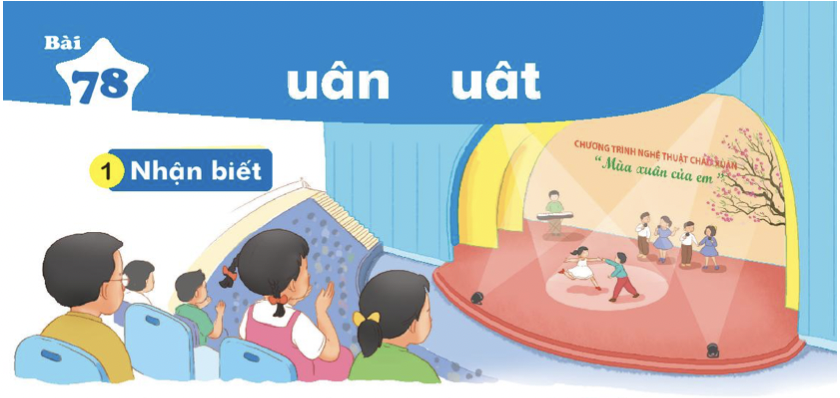 Bài
78
uân uât
1 Nhận biết
CHƯƠNG TRÌNH NGHỆ THUẬT CHÀO XUÂN
“Mùa xuân của em”